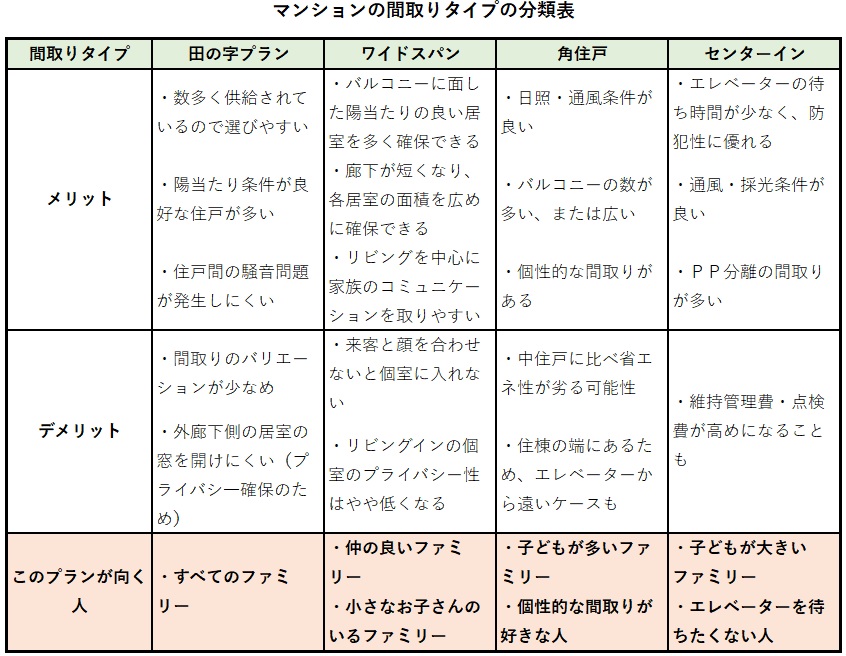 マンションの間取りタイプの分類表
間取りタイプ
田の字プラン
ワイドスパン
角住戸
センターイン
メリット
・数多く供給されて
いるので選びやすい
・陽当たり条件が良
好な住戸が多い
・住戸間の騒音問題
が発生しにくい
・バルコニーに面し
た陽当たりの良い居
室を多く確保できる
・廊下が短くなり、
各居室の面積を広め
に確保できる
・リビングを中心に
家族のコミュニケー
ションを取りやすい
・日照・通風条件が
良い
・バルコニーの数が
多い、または広い
・個性的な間取りが
ある
・エレベーターの待
ち時間が少なく、防
犯性に優れる
・通風・採光条件が
良い
・ＰＰ分離の間取り
が多い
デメリット
・間取りのバリエー
ションが少なめ
・外廊下側の居室の
窓を開けにくい（プ
ライバシー確保のた
め）
・来客と顔を合わせ
ないと個室に入れな
い
・リビングインの個
室のプライバシー性
はやや低くなる
・中住戸に比べ省エ
ネ性が劣る可能性
・住棟の端にあるた
め、エレベーターか
ら遠いケースも
・維持管理費・点検
費が高めになること
も
このプランが向く
人
・すべてのファミ
リー
・仲の良いファミ
リー
・小さなお子さんの
いるファミリー
・子どもが多いファ
ミリー
・個性的な間取りが
好きな人
・子どもが大きい
ファミリー
・エレベーターを待
ちたくない人